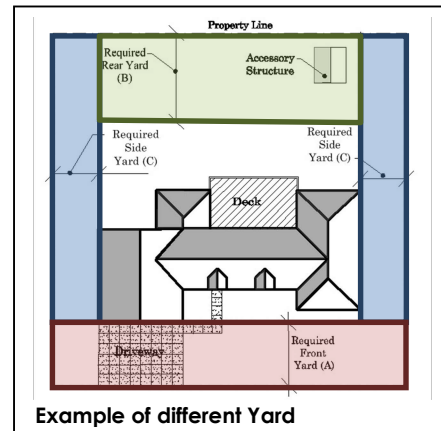 Property Line
Required
Rear Yard
(B)
Accessory
Structure
Required
Side
Yard (C)
Required
Side
Yard (C)
Deck
Driveway
Required
Front
Yard (A)
Example of different Yard